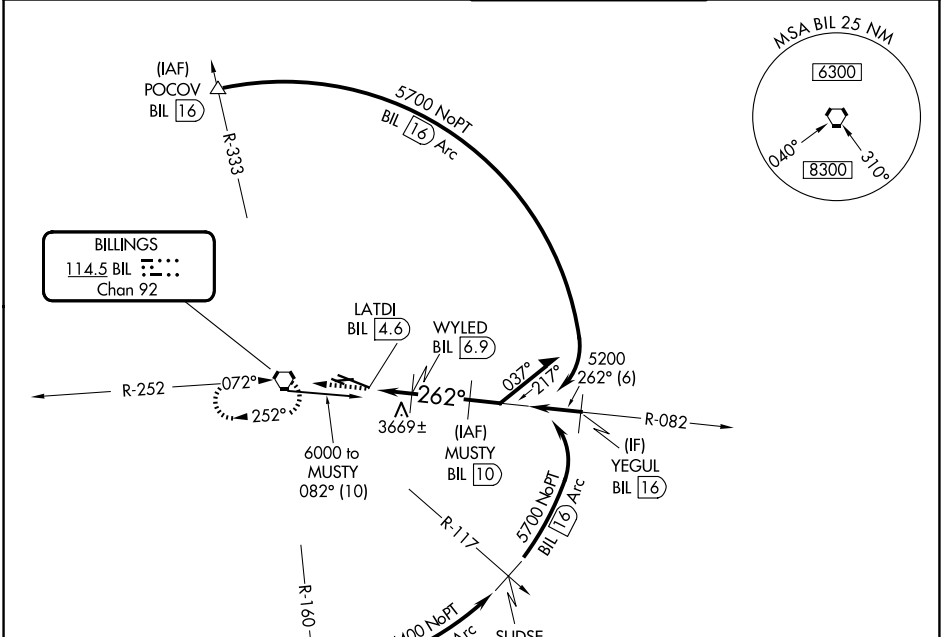 MSA BIL 25 NM
6300
040°
310°
8300
(IAF)
POCOV
BIL 16
5700 NoPT
BIL 16 Arc
R-333
BILLINGS
114.5 BIL
Chan 92
LATDI
BIL 4.6
WYLED
BIL 6.9
037°
217°
5200
262° (6)
R-252
072°
252°
262°
3669±
R-082
(IAF)
MUSTY
BIL 10
(IF)
YEGUL
BIL 16
6000 to
MUSTY
082° (10)
R-117
5700 NoPT
BIL 16 Arc
R-160
NoPT
Arc